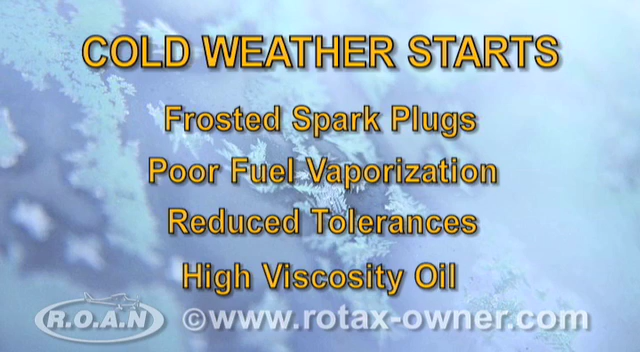 COLD WEATHER STARTS
Frosted Spark Plugs
Poor Fuel Vaporization
Reduced Tolerances
High Viscosity Oil
R.O.A.N ©www.rotax-owner.com